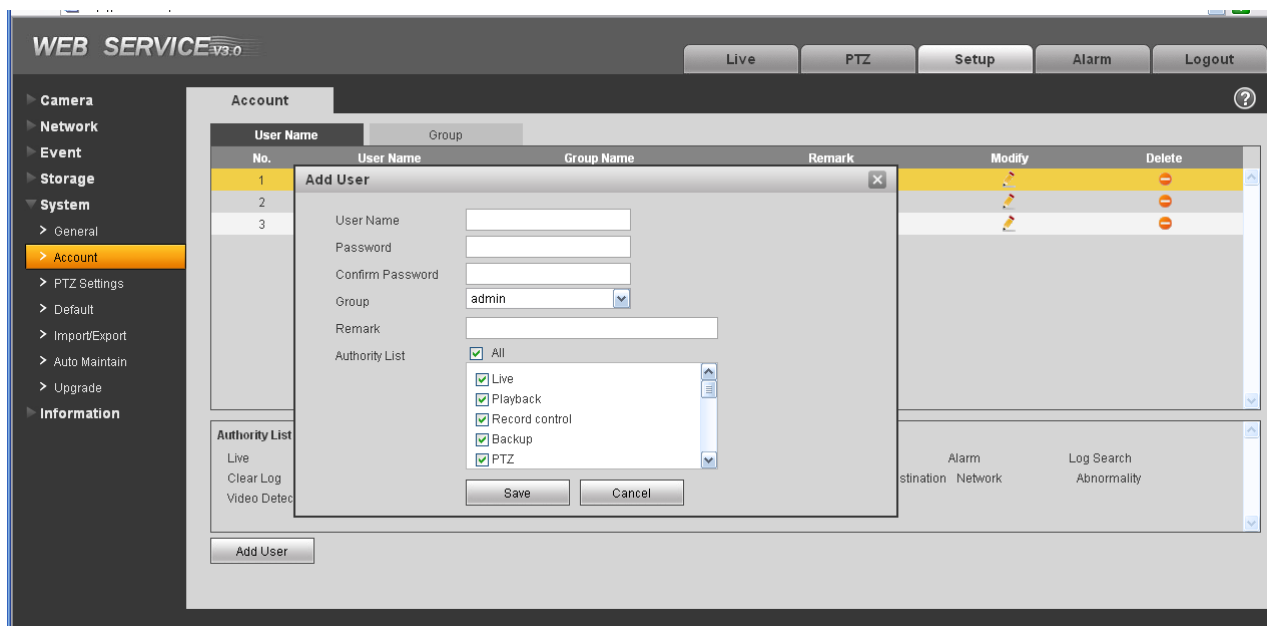 WEB SERVICE V3.0
Live PTZ Setup Alarm Logout
Camera
Network
Event
Storage
System
General
Account
PTZ Settings
Default
Import/Export
Auto Maintain
Upgrade
Information
Account
User Name Group
No. User Name Group Name Remark Modify Delete
1
2
3
Add User
User Name
Password
Confirm Password
Group admin
Remark
Authority List All
Live
Playback
Record control
Backup
PTZ
Save Cancel
Authority List
Live Alarm Log Search
Clear Log stination Network Abnormality
Video Detec
Add User